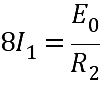 8I₁ = E₀/R₂